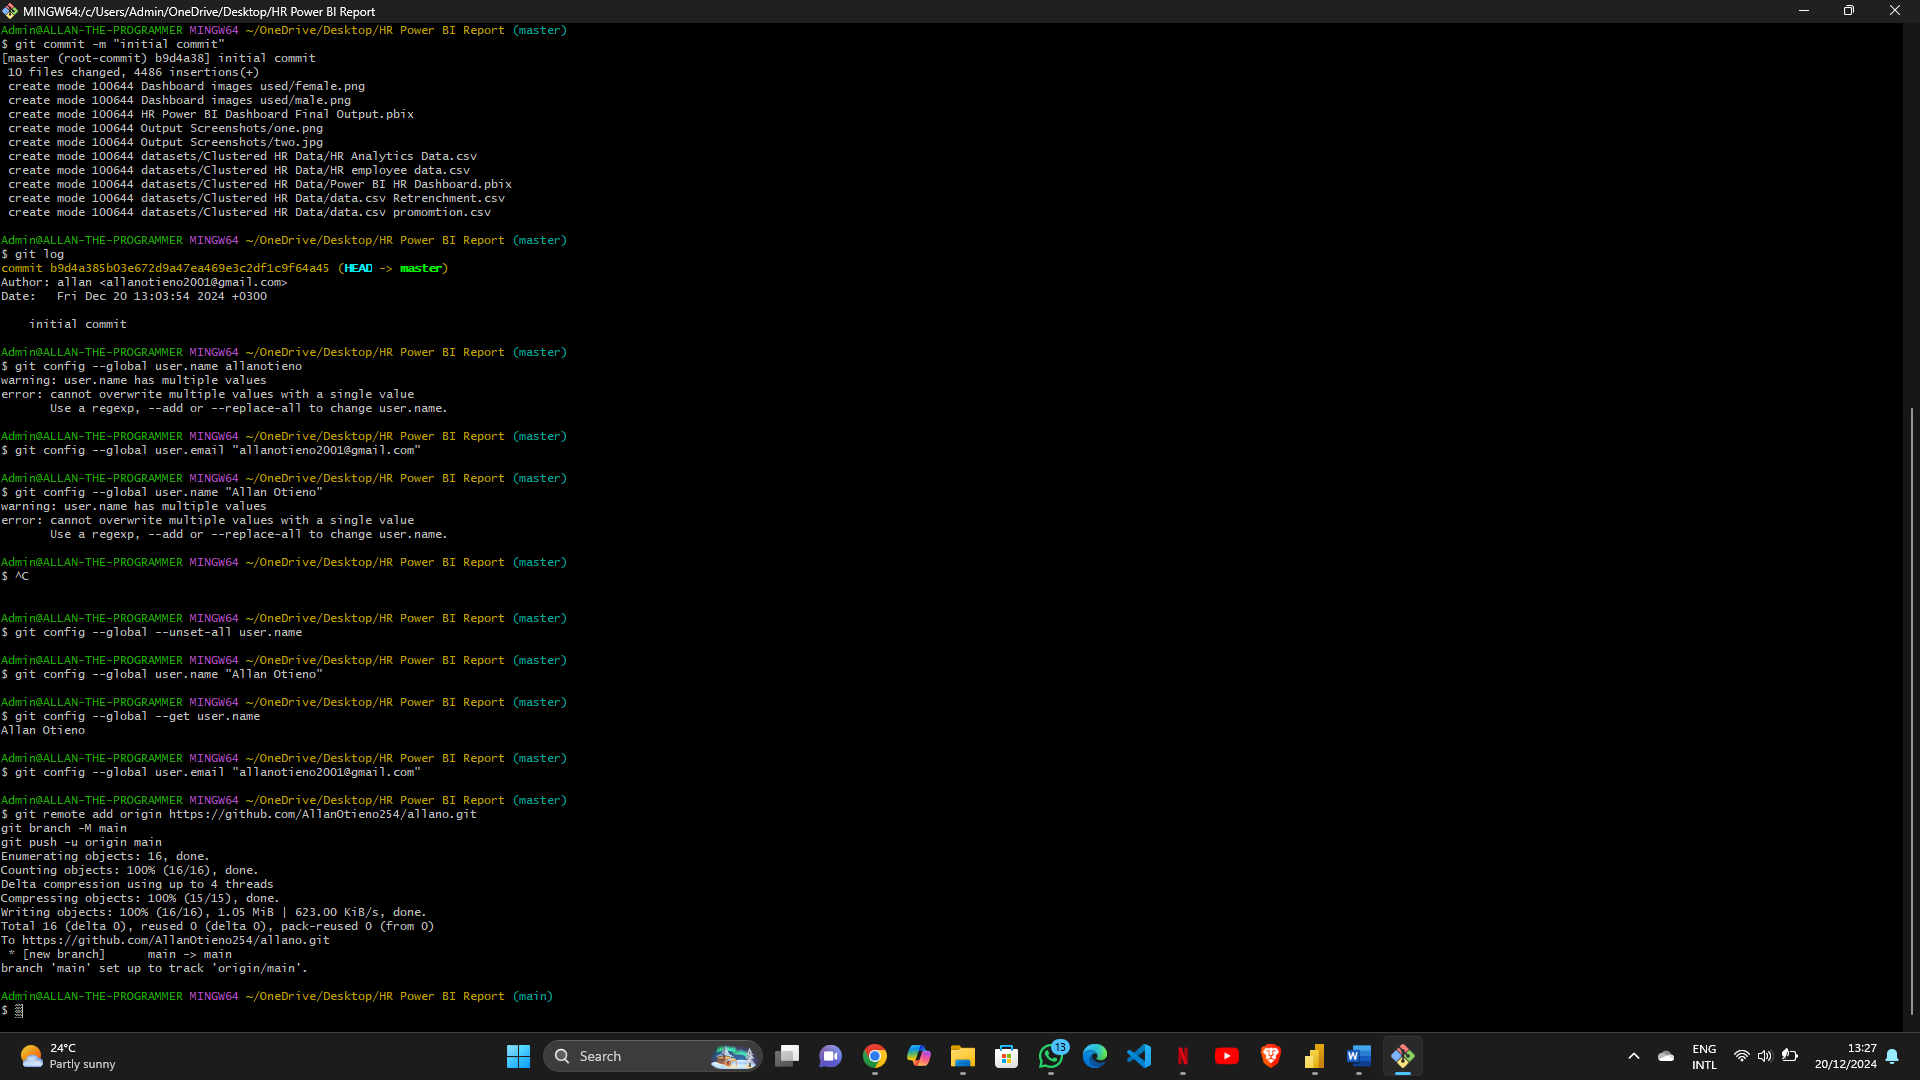 MINGW64:/c/Users/Admin/OneDrive/Desktop/HR Power BI Report
Admin@ALLAN-THE-PROGRAMMER MINGW64 ~/OneDrive/Desktop/HR Power BI Report (master)
$ git commit -m "initial commit"
[master (root-commit) b9d4a38] initial commit
 10 files changed, 4486 insertions(+)
 create mode 100644 Dashboard images used/female.png
 create mode 100644 Dashboard images used/male.png
 create mode 100644 HR Power BI Dashboard Final Output.pbix
 create mode 100644 Output Screenshots/one.png
 create mode 100644 Output Screenshots/two.jpg
 create mode 100644 datasets/Clustered HR Data/HR Analytics Data.csv
 create mode 100644 datasets/Clustered HR Data/HR employee data.csv
 create mode 100644 datasets/Clustered HR Data/Power BI HR Dashboard.pbix
 create mode 100644 datasets/Clustered HR Data/data.csv Retrenchment.csv
 create mode 100644 datasets/Clustered HR Data/data.csv promomtion.csv
Admin@ALLAN-THE-PROGRAMMER MINGW64 ~/OneDrive/Desktop/HR Power BI Report (master)
$ git log
commit b9d4a385b03e672d9a47ea469e3c2df1c9f64a45 (HEAD -> master)
Author: allan <allanotieno2001@gmail.com>
Date:   Fri Dec 20 13:03:54 2024 +0300
    initial commit
Admin@ALLAN-THE-PROGRAMMER MINGW64 ~/OneDrive/Desktop/HR Power BI Report (master)
$ git config --global user.name allanotieno
warning: user.name has multiple values
error: cannot overwrite multiple values with a single value
       Use a regexp, --add or --replace-all to change user.name.
Admin@ALLAN-THE-PROGRAMMER MINGW64 ~/OneDrive/Desktop/HR Power BI Report (master)
$ git config --global user.email "allanotieno2001@gmail.com"
Admin@ALLAN-THE-PROGRAMMER MINGW64 ~/OneDrive/Desktop/HR Power BI Report (master)
$ git config --global user.name "Allan Otieno"
warning: user.name has multiple values
error: cannot overwrite multiple values with a single value
       Use a regexp, --add or --replace-all to change user.name.
Admin@ALLAN-THE-PROGRAMMER MINGW64 ~/OneDrive/Desktop/HR Power BI Report (master)
$ ^C
Admin@ALLAN-THE-PROGRAMMER MINGW64 ~/OneDrive/Desktop/HR Power BI Report (master)
$ git config --global --unset-all user.name
Admin@ALLAN-THE-PROGRAMMER MINGW64 ~/OneDrive/Desktop/HR Power BI Report (master)
$ git config --global user.name "Allan Otieno"
Admin@ALLAN-THE-PROGRAMMER MINGW64 ~/OneDrive/Desktop/HR Power BI Report (master)
$ git config --global --get user.name
Allan Otieno
Admin@ALLAN-THE-PROGRAMMER MINGW64 ~/OneDrive/Desktop/HR Power BI Report (master)
$ git config --global user.email "allanotieno2001@gmail.com"
Admin@ALLAN-THE-PROGRAMMER MINGW64 ~/OneDrive/Desktop/HR Power BI Report (master)
$ git remote add origin https://github.com/AllanOtieno254/allano.git
git branch -M main
git push -u origin main
Enumerating objects: 16, done.
Counting objects: 100% (16/16), done.
Delta compression using up to 4 threads
Compressing objects: 100% (15/15), done.
Writing objects: 100% (16/16), 1.05 MiB | 623.00 KiB/s, done.
Total 16 (delta 0), reused 0 (delta 0), pack-reused 0 (from 0)
To https://github.com/AllanOtieno254/allano.git
 * [new branch]      main -> main
branch 'main' set up to track 'origin/main'.
Admin@ALLAN-THE-PROGRAMMER MINGW64 ~/OneDrive/Desktop/HR Power BI Report (main)
$
24°C
Partly sunny
Search
13
ENG
INTL
13:27
20/12/2024